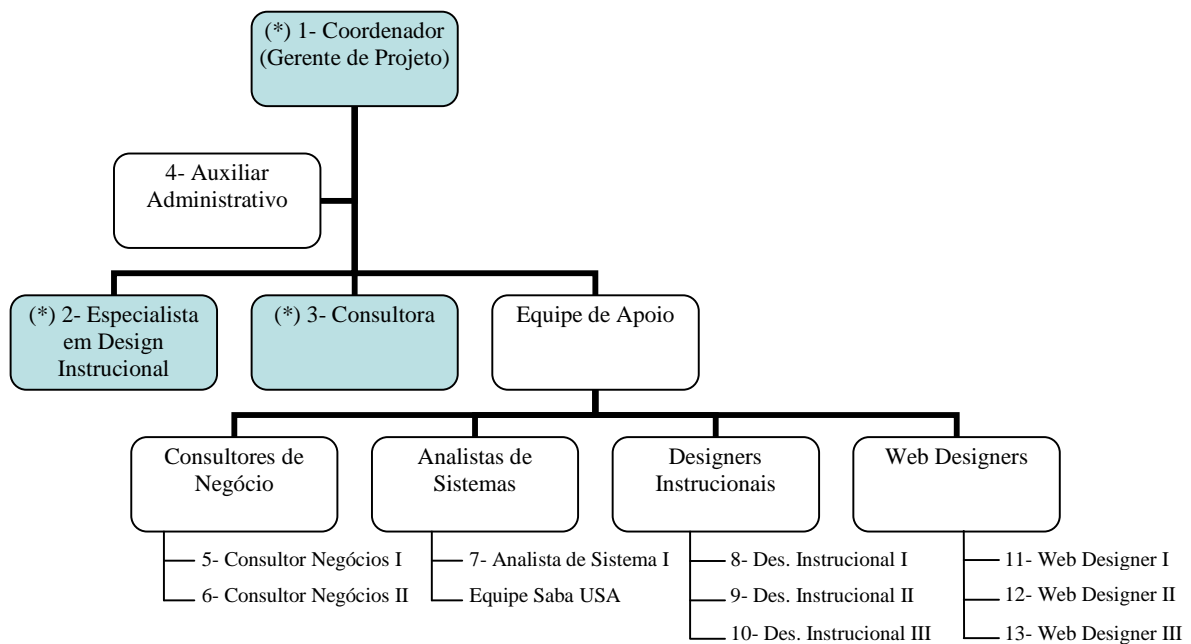 (*) 1- Coordenador
(Gerente de Projeto)
4- Auxiliar
Administrativo
(*) 2- Especialista
em Design
Instrucional
(*) 3- Consultora
Equipe de Apoio
Consultores de
Negócio
Analistas de
Sistemas
Designers
Instrucionais
Web Designers
5- Consultor Negócios I
6- Consultor Negócios II
7- Analista de Sistema I
Equipe Saba USA
8- Des. Instrucional I
9- Des. Instrucional II
10- Des. Instrucional III
11- Web Designer I
12- Web Designer II
13- Web Designer III